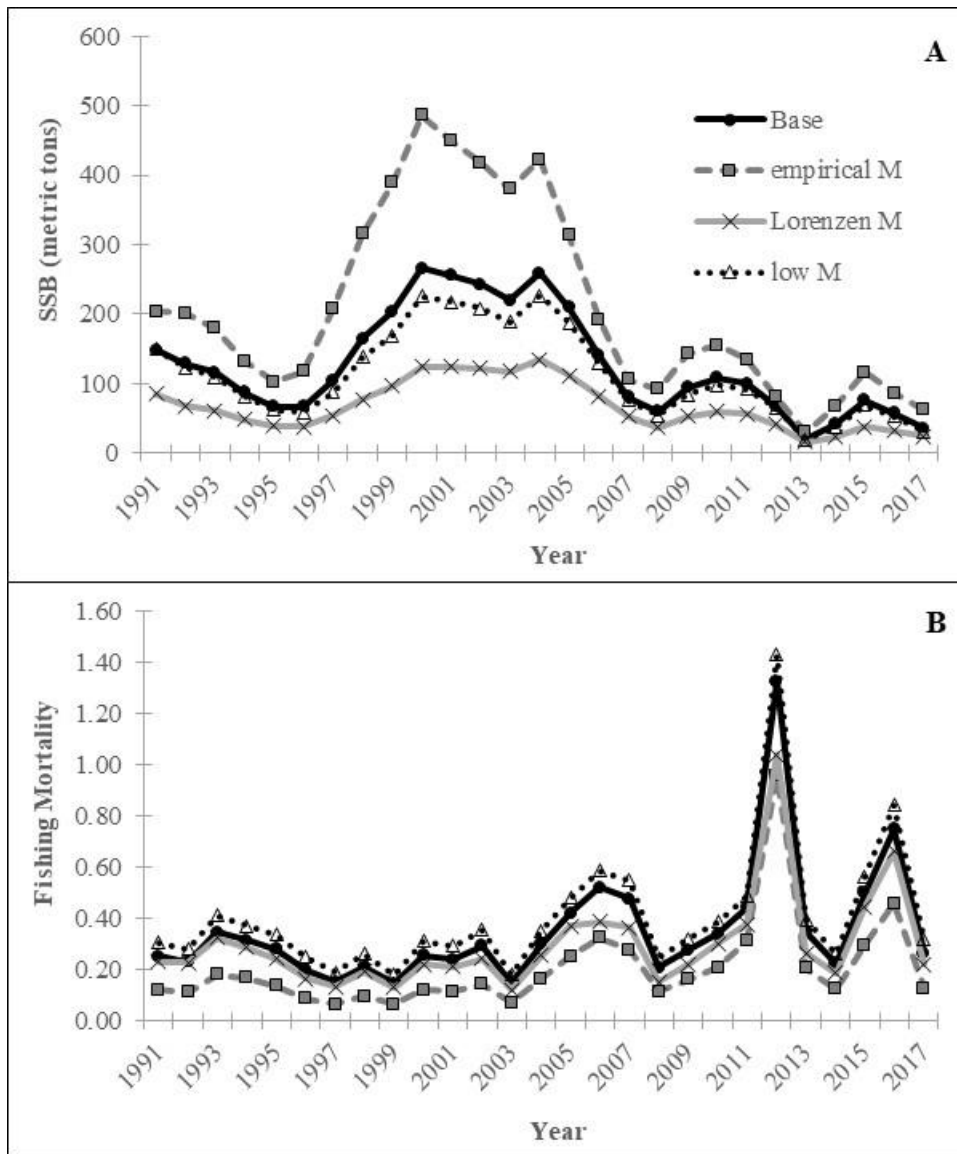 A
600
500
400
300
200
100
0
SSB (metric tons)
Base
empirical M
Lorenzen M
low M
1991 1993 1995 1997 1999 2001 2003 2005 2007 2009 2011 2013 2015 2017
Year
B
1.60
1.40
1.20
1.00
0.80
0.60
0.40
0.20
0.00
Fishing Mortality
1991 1993 1995 1997 1999 2001 2003 2005 2007 2009 2011 2013 2015 2017
Year